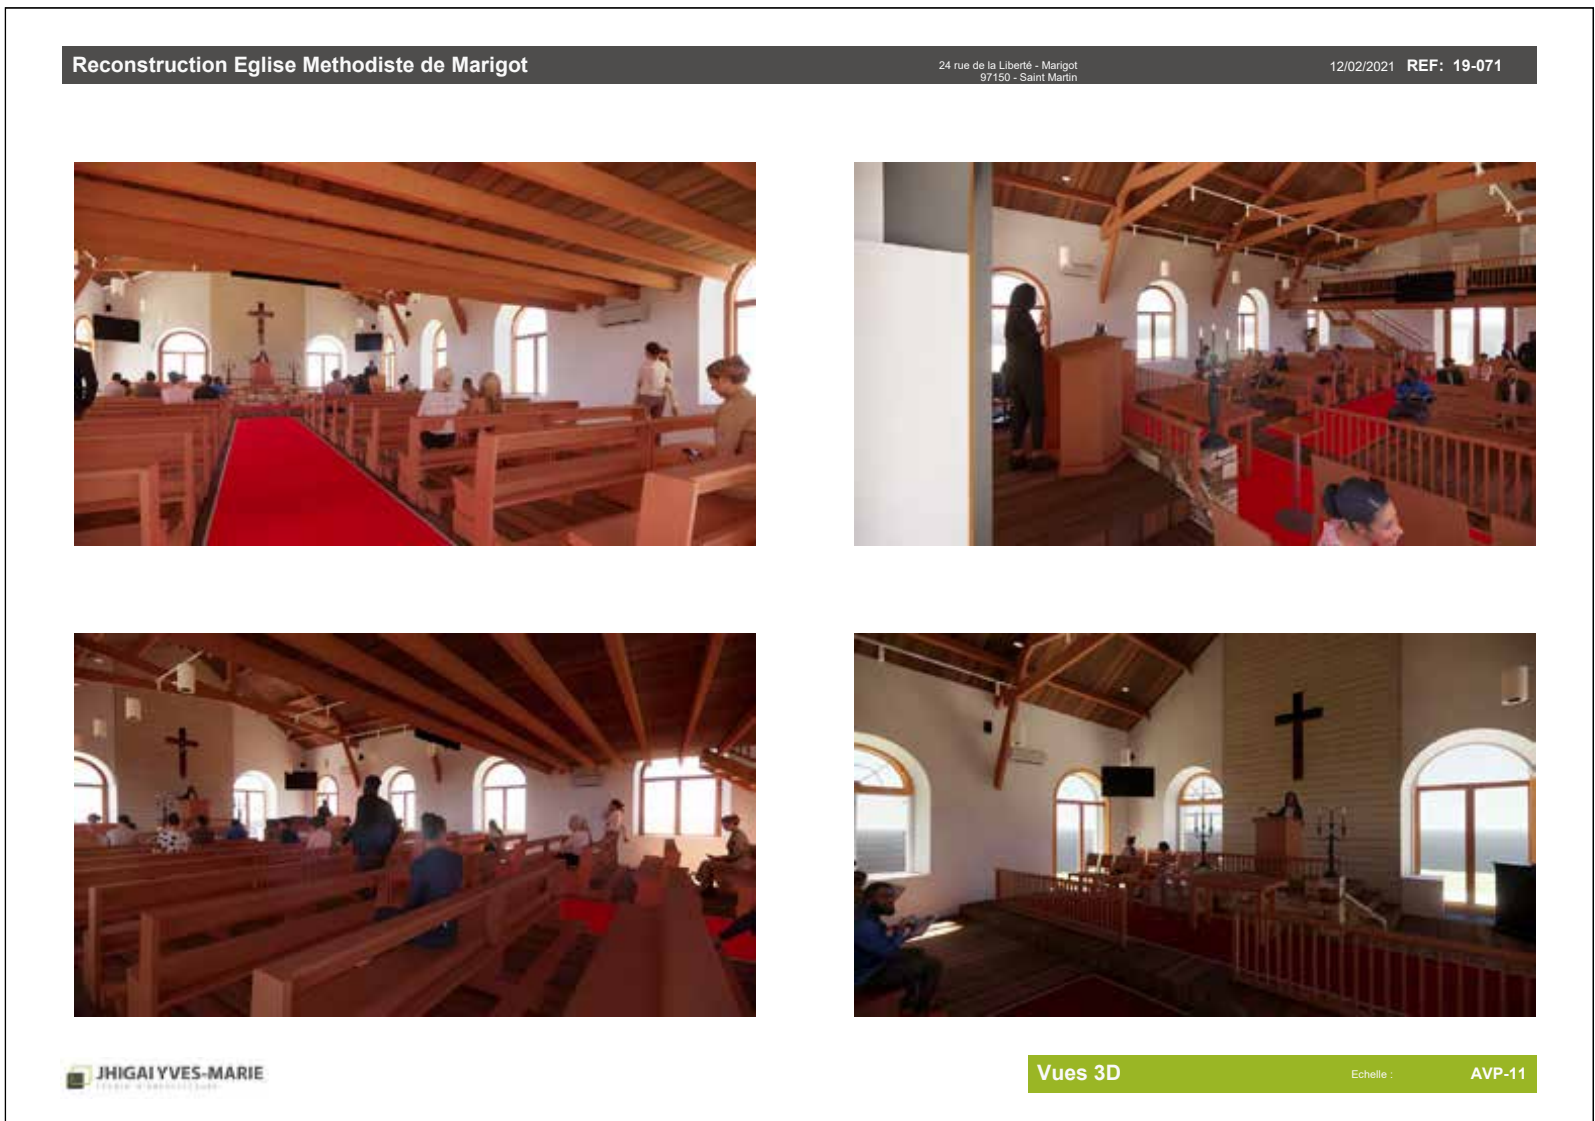 Reconstruction Eglise Methodiste de Marigot
24 rue de la Liberté - Marigot
97150 - Saint Martin
12/02/2021 REF: 19-071
JHIGAI YVES-MARIE
Vues 3D
Echelle :
AVP-11